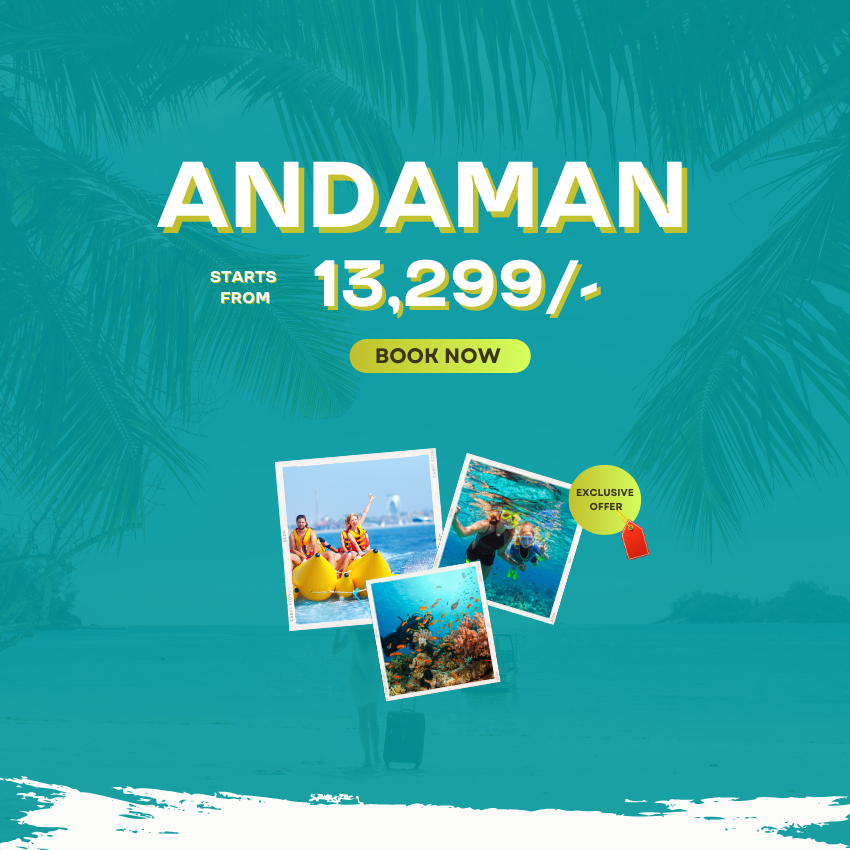 ANDAMAN
STARTS
FROM
13,299/-
BOOK NOW
EXCLUSIVE
OFFER